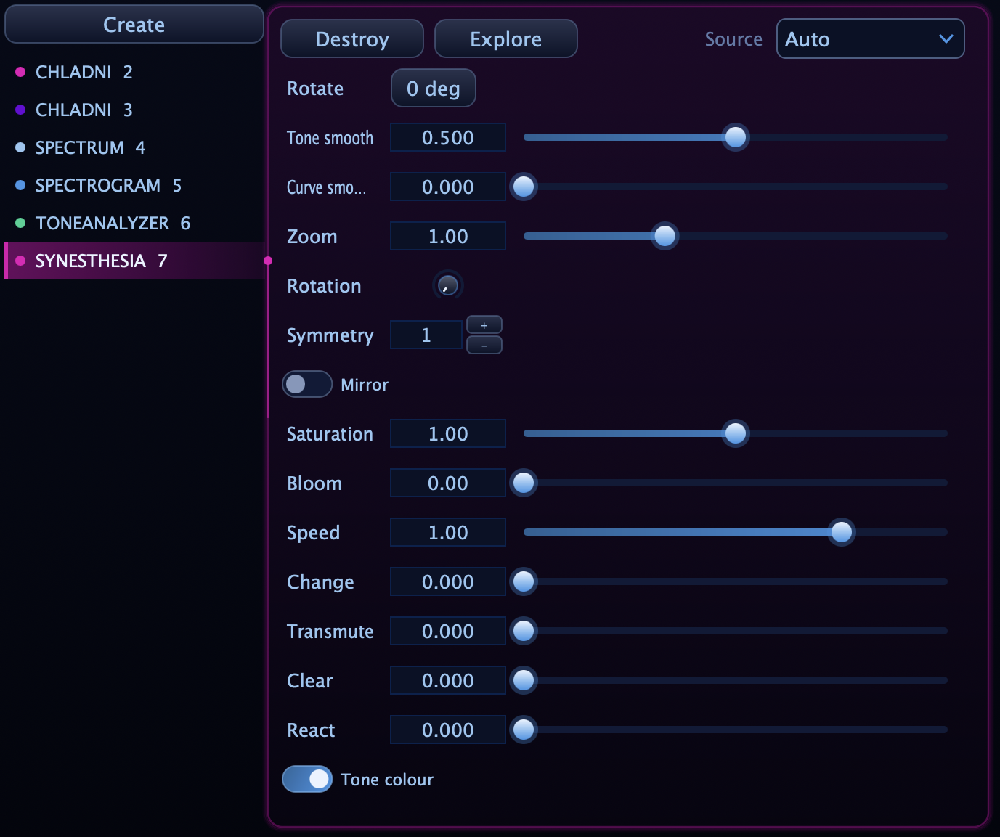 Create
CHLADNI 2
CHLADNI 3
SPECTRUM 4
SPECTROGRAM 5
TONEANALYZER 6
SYNESTHESIA 7
Destroy Explore Source Auto
Rotate 0 deg
Tone smooth 0.500
Curve smo... 0.000
Zoom 1.00
Rotation
Symmetry 1 + -
Mirror
Saturation 1.00
Bloom 0.00
Speed 1.00
Change 0.000
Transmute 0.000
Clear 0.000
React 0.000
Tone colour